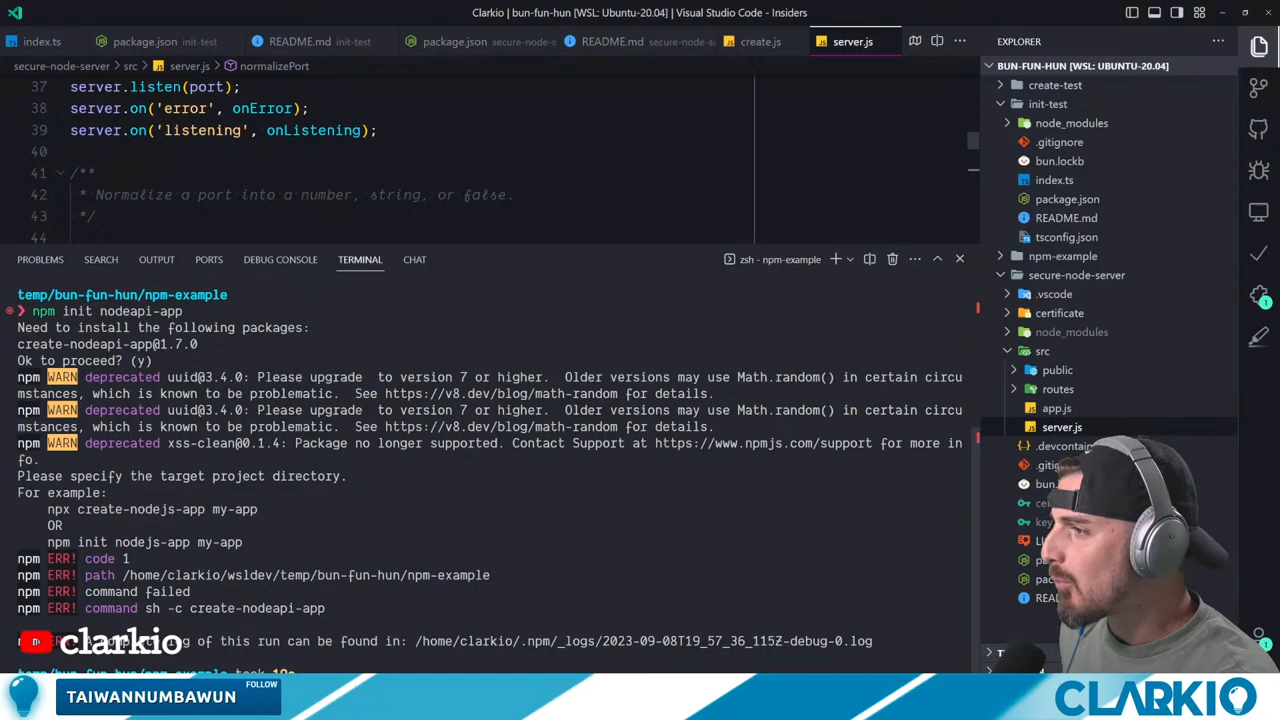 Clarkio | bun-fun-hun [WSL: Ubuntu-20.04] | Visual Studio Code - Insiders
index.ts
package.json init-test
README.md init-test
package.json secure-node-s
README.md secure-node-s
create.js
server.js
secure-node-server > src > server.js > normalizePort
37 server.listen(port);
38 server.on('error', onError);
39 server.on('listening', onListening);
40
41 /**
42 * Normalize a port into a number, string, or false.
43 */
44
PROBLEMS SEARCH OUTPUT PORTS DEBUG CONSOLE TERMINAL CHAT
zsh - npm-example
temp/bun-fun-hun/npm-example
❯ npm init nodeapi-app
Need to install the following packages:
create-nodeapi-app@1.7.0
Ok to proceed? (y)
npm WARN deprecated uuid@3.4.0: Please upgrade  to version 7 or higher.  Older versions may use Math.random() in certain circu
mstances, which is known to be problematic.  See https://v8.dev/blog/math-random for details.
npm WARN deprecated uuid@3.4.0: Please upgrade  to version 7 or higher.  Older versions may use Math.random() in certain circu
mstances, which is known to be problematic.  See https://v8.dev/blog/math-random for details.
npm WARN deprecated xss-clean@0.1.4: Package no longer supported. Contact Support at https://www.npmjs.com/support for more in
fo.
Please specify the target project directory.
For example:
npx create-nodejs-app my-app
OR
npm init nodejs-app my-app
npm ERR! code 1
npm ERR! path /home/clarkio/wsldev/temp/bun-fun-hun/npm-example
npm ERR! command failed
npm ERR! command sh -c create-nodeapi-app
of this run can be found in: /home/clarkio/.npm/_logs/2023-09-08T19_57_36_115Z-debug-0.log
clarkio
EXPLORER
BUN-FUN-HUN [WSL: UBUNTU-20.04]
create-test
init-test
node_modules
.gitignore
bun.lockb
index.ts
package.json
README.md
tsconfig.json
npm-example
secure-node-server
.vscode
certificate
node_modules
src
public
routes
app.js
server.js
1
1
TAIWANNUMBAWUN
FOLLOW
CLARKIO